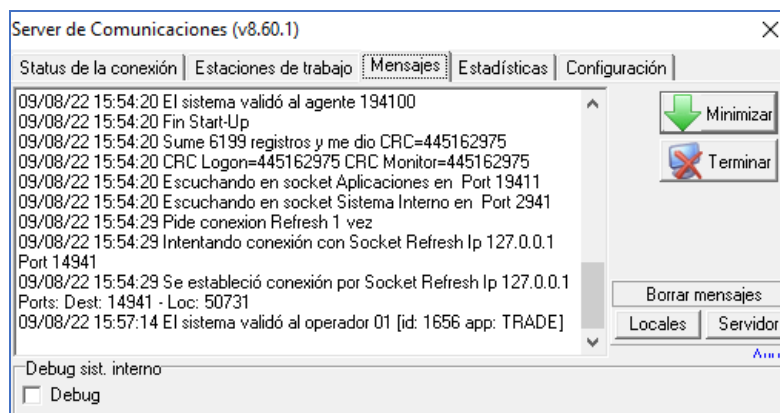 Server de Comunicaciones (v8.60.1)
Status de la conexión
Estaciones de trabajo
Mensajes
Estadísticas
Configuración
09/08/22 15:54:20 El sistema validó al agente 194100
09/08/22 15:54:20 Fin Start-Up
09/08/22 15:54:20 Sume 6199 registros y me dio CRC=445162975
09/08/22 15:54:20 CRC Logon=445162975 CRC Monitor=445162975
09/08/22 15:54:20 Escuchando en socket Aplicaciones en  Port 19411
09/08/22 15:54:20 Escuchando en socket Sistema Interno en  Port 2941
09/08/22 15:54:29 Pide conexion Refresh 1 vez
09/08/22 15:54:29 Intentando conexión con Socket Refresh Ip 127.0.0.1
Port 14941
09/08/22 15:54:29 Se estableció conexión por Socket Refresh Ip 127.0.0.1
Ports: Dest: 14941 - Loc: 50731
09/08/22 15:57:14 El sistema validó al operador 01 [id: 1656 app: TRADE]
Minimizar
Terminar
Borrar mensajes
Locales
Servidor
Debug sist. interno
Debug